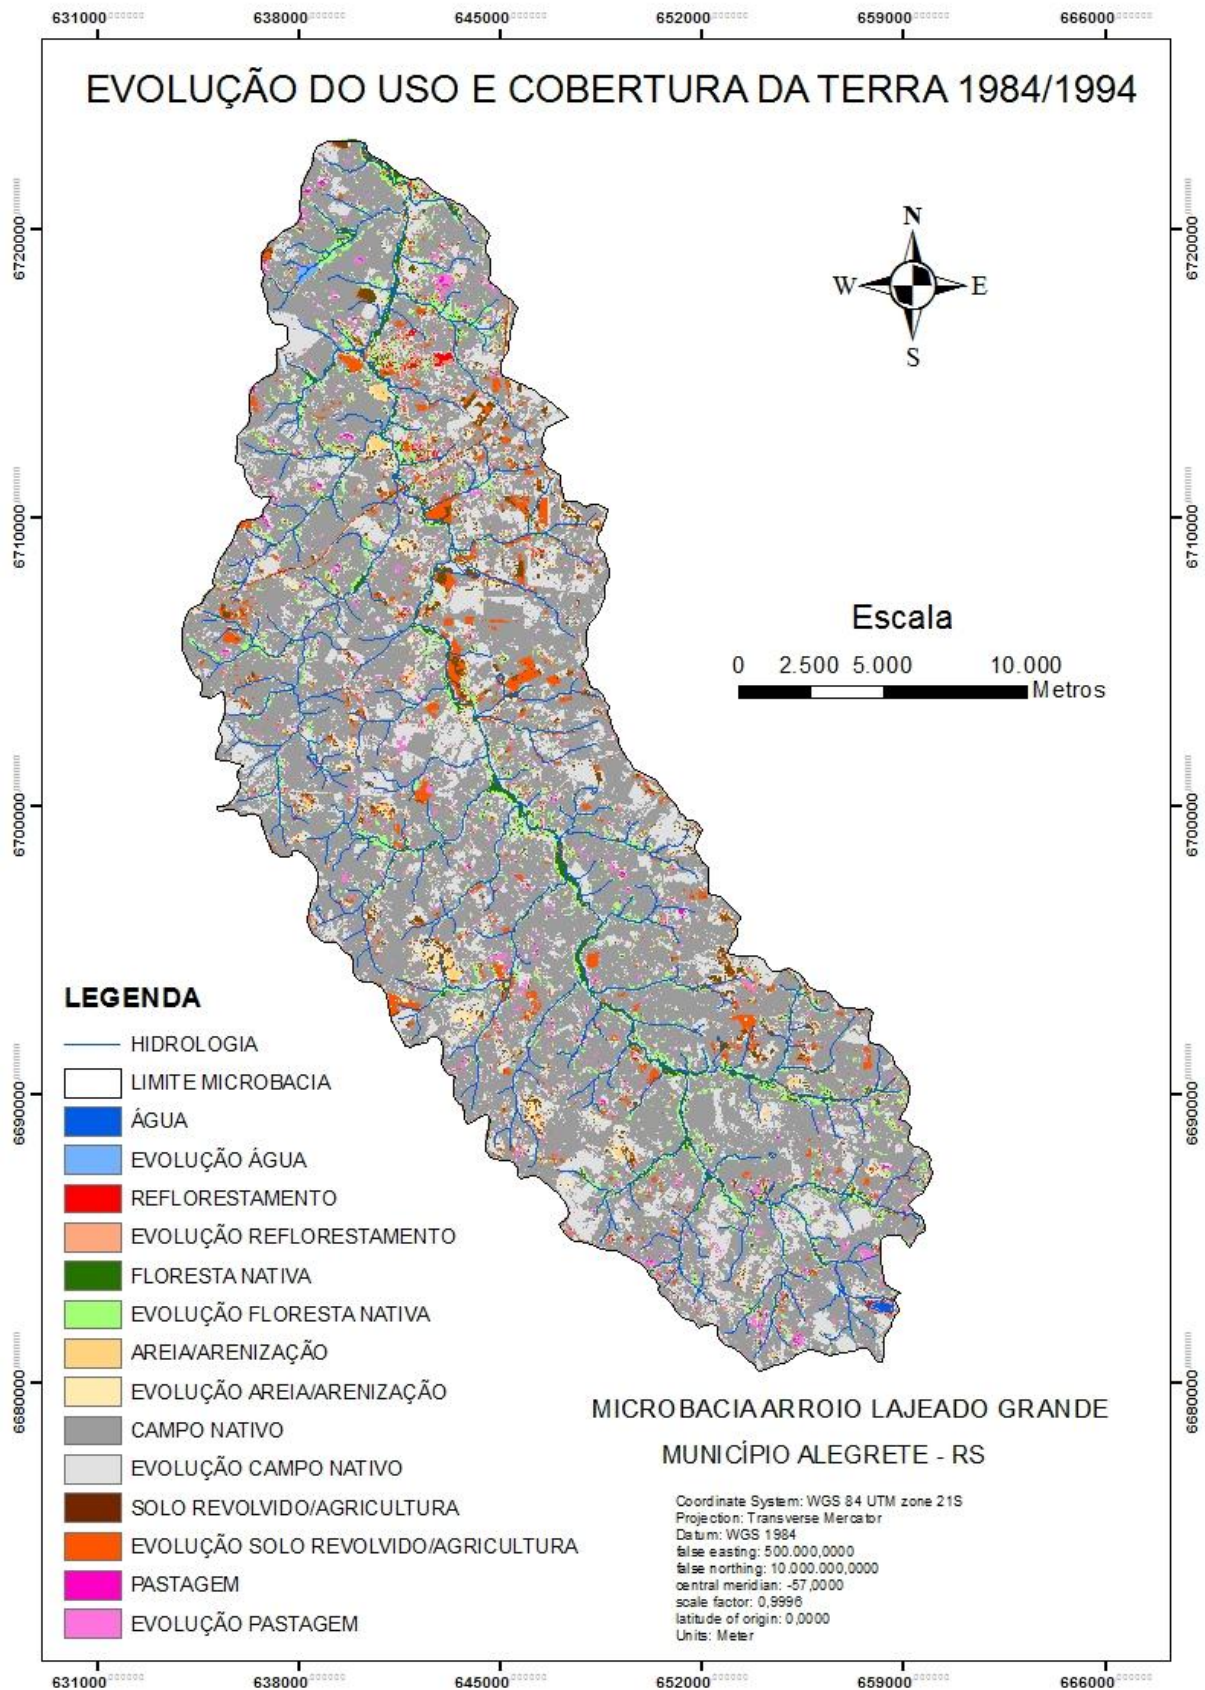 631000 638000 645000 652000 659000 666000
EVOLUÇÃO DO USO E COBERTURA DA TERRA 1984/1994
6720000
6720000
N
W
E
S
6710000
6710000
Escala
0 2.500 5.000 10.000
Metros
6700000
6700000
LEGENDA
HIDROLOGIA
LIMITE MICROBACIA
ÁGUA
EVOLUÇÃO ÁGUA
REFLORESTAMENTO
EVOLUÇÃO REFLORESTAMENTO
FLORESTA NATIVA
EVOLUÇÃO FLORESTA NATIVA
AREIA/ARENIZAÇÃO
EVOLUÇÃO AREIA/ARENIZAÇÃO
CAMPO NATIVO
EVOLUÇÃO CAMPO NATIVO
SOLO REVOLVIDO/AGRICULTURA
EVOLUÇÃO SOLO REVOLVIDO/AGRICULTURA
PASTAGEM
EVOLUÇÃO PASTAGEM
6690000
6690000
6680000
6680000
MICROBACIA ARROIO LAJEADO GRANDE
MUNICÍPIO ALEGRETE - RS
Coordinate System: WGS 84 UTM zone 21S
Projection: Transverse Mercator
Datum: WGS 1984
false easting: 500.000,0000
false northing: 10.000.000,0000
central meridian: -57,0000
scale factor: 0,9996
latitude of origin: 0,0000
Units: Meter
631000 638000 645000 652000 659000 666000